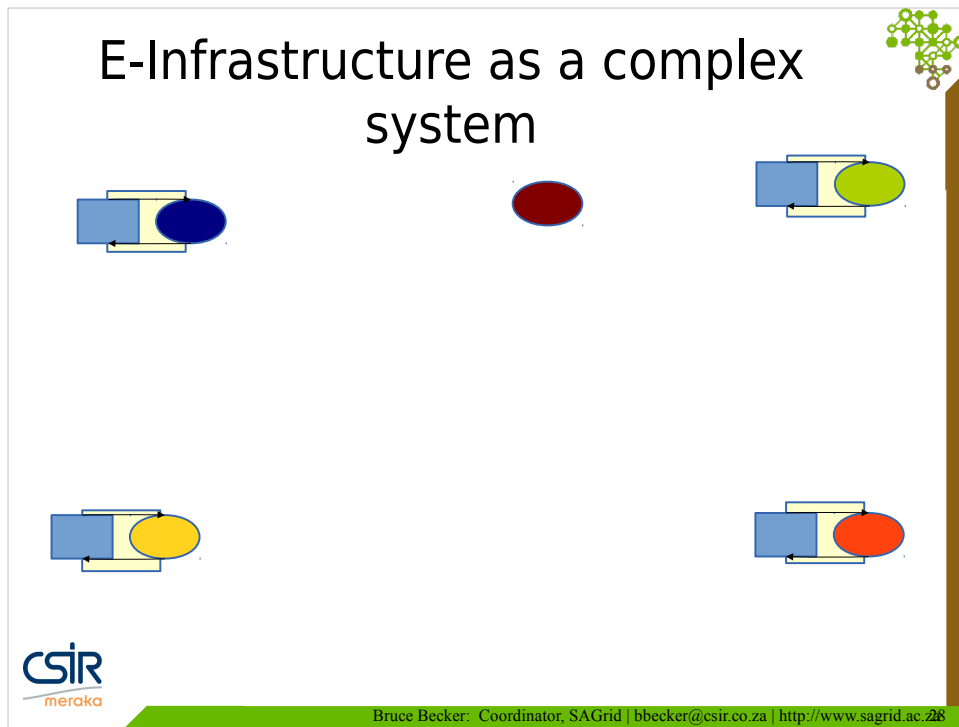 E-Infrastructure as a complex
system
CSIR
meraka
Bruce Becker: Coordinator, SAGrid | bbecker@csir.co.za | http://www.sagrid.ac.za
28